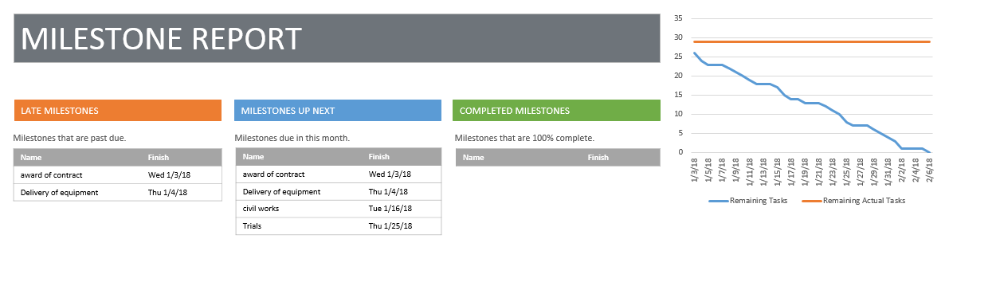 MILESTONE REPORT
LATE MILESTONES
Milestones that are past due.
Name Finish
award of contract Wed 1/3/18
Delivery of equipment Thu 1/4/18
MILESTONES UP NEXT
Milestones due in this month.
Name Finish
award of contract Wed 1/3/18
Delivery of equipment Thu 1/4/18
civil works Tue 1/16/18
Trials Thu 1/25/18
COMPLETED MILESTONES
Milestones that are 100% complete.
Name Finish
35
30
25
20
15
10
5
0
1/3/18
1/5/18
1/7/18
1/9/18
1/11/18
1/13/18
1/15/18
1/17/18
1/19/18
1/21/18
1/23/18
1/25/18
1/27/18
1/29/18
1/31/18
2/2/18
2/4/18
2/6/18
Remaining Tasks
Remaining Actual Tasks